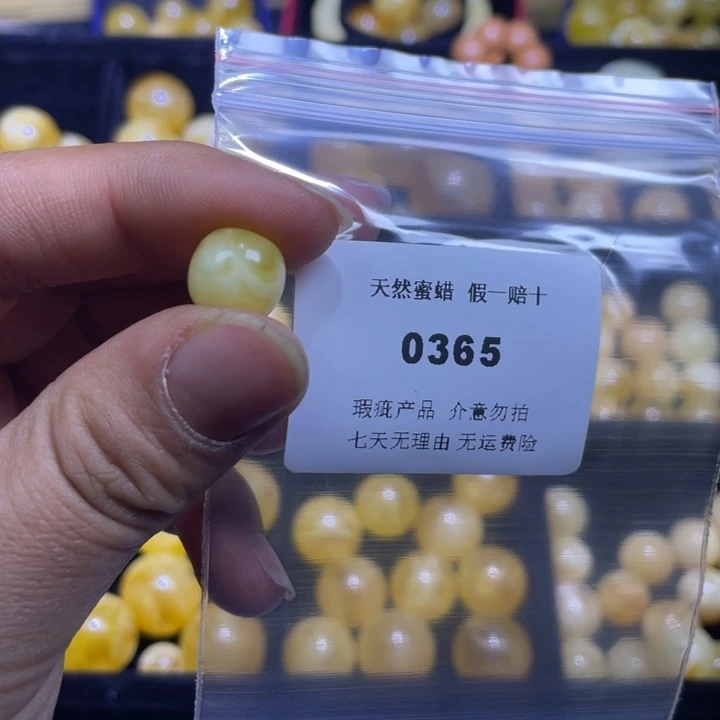 天然蜜蜡 假一赔十
0365
瑕疵产品 介意勿拍
七天无理由 无运费险